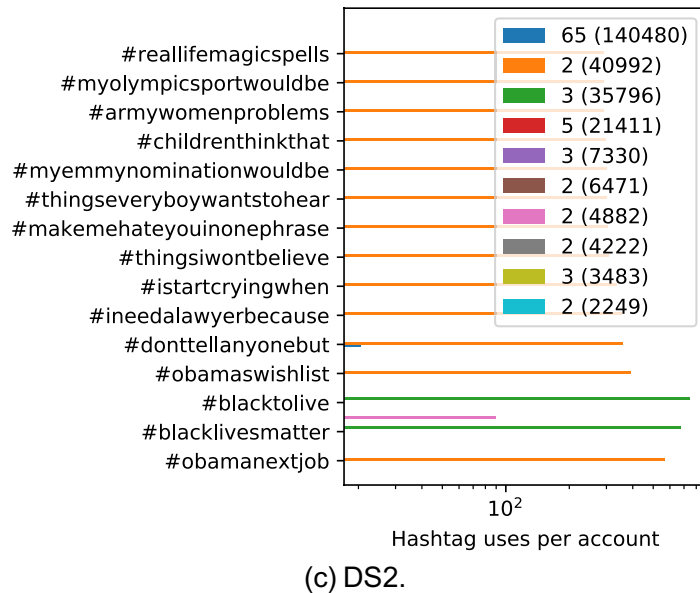 65 (140480)
2 (40992)
3 (35796)
5 (21411)
3 (7330)
2 (6471)
2 (4882)
2 (4222)
3 (3483)
2 (2249)
#reallifemagicspells
#myolympicsportwouldbe
#armywomenproblems
#childrenthinkthat
#myemmynominationwouldbe
#thingseveryboywantstohear
#makemehateyouinonephrase
#thingsiwontbelieve
#istartcryingwhen
#ineedalawyerbecause
#donttellanyonebut
#obamaswishlist
#blacktolive
#blacklivesmatter
#obamanextjob
10²
Hashtag uses per account
(c) DS2.